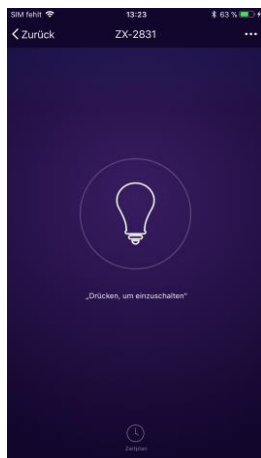 SIM fehlt 13:23 63 %
Zurück ZX-2831
„Drücken, um einzuschalten“
Zeitplan